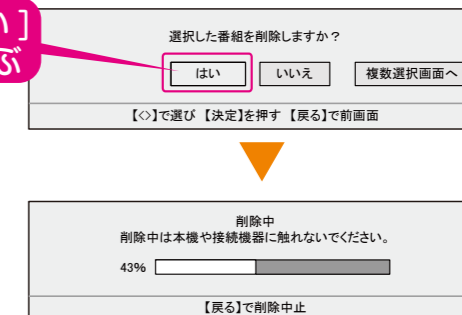 い]
ぶ
選択した番組を削除しますか？
はい
いいえ
複数選択画面へ
【<>】で選び 【決定】を押す 【戻る】で前画面
削除中
削除中は本機や接続機器に触れないでください。
43%
【戻る】で削除中止